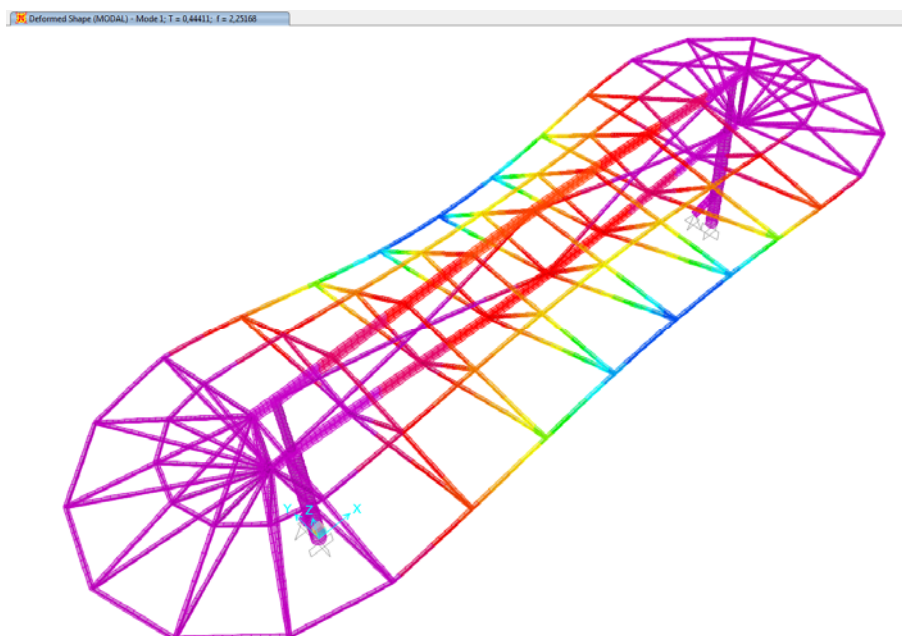 Deformed Shape (MODAL) - Mode 1; T = 0,44411; f = 2,25168
Y Z X